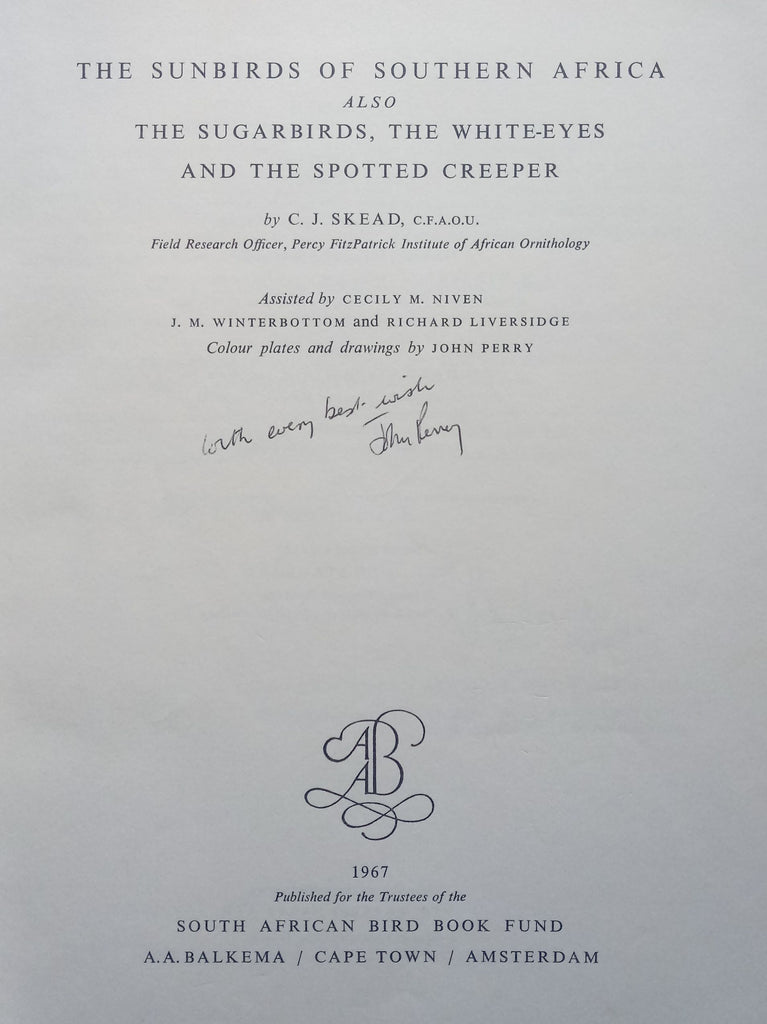 THE SUNBIRDS OF SOUTHERN AFRICA
ALSO
THE SUGARBIRDS, THE WHITE-EYES
AND THE SPOTTED CREEPER
by C. J. SKEAD, C.F.A.O.U.
Field Research Officer, Percy FitzPatrick Institute of African Ornithology
Assisted by CECILY M. NIVEN
J. M. WINTERBOTTOM and RICHARD LIVERSIDGE
Colour plates and drawings by JOHN PERRY
with every best wish
John Perry
AAB
1967
Published for the Trustees of the
SOUTH AFRICAN BIRD BOOK FUND
A.A. BALKEMA / CAPE TOWN / AMSTERDAM